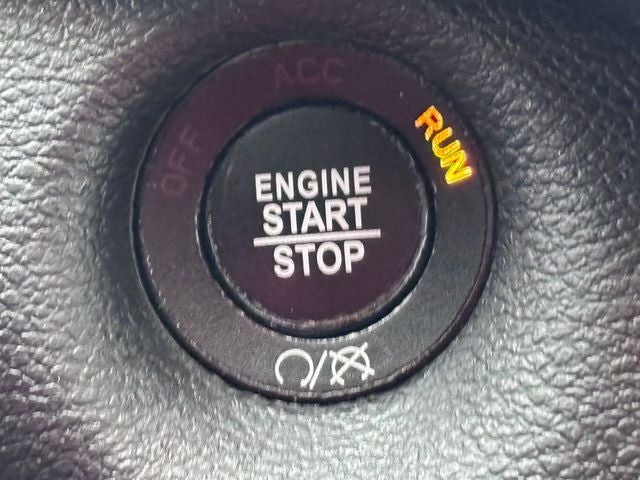 ACC
OFF
RUN
ENGINE
START
STOP